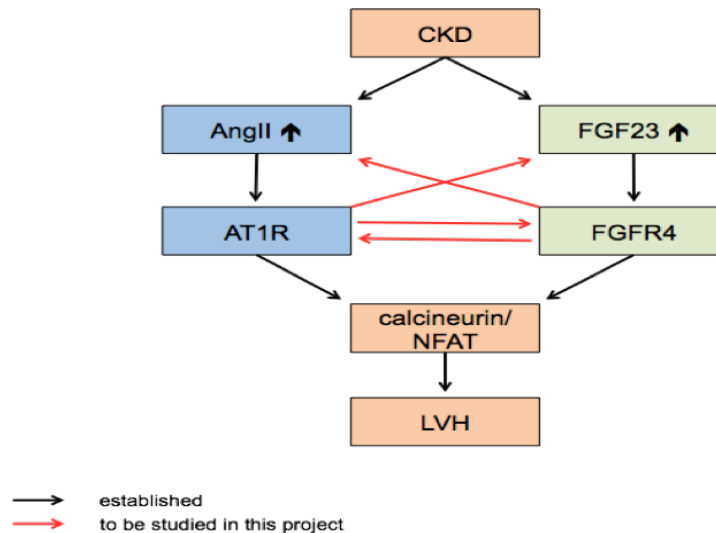 CKD
AngII ↑
FGF23 ↑
AT1R
FGFR4
calcineurin/
NFAT
LVH
established
to be studied in this project